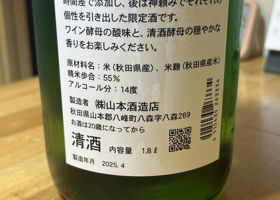 時間差で添加し、後は神頼みでそれぞれの
個性を引き出した限定酒です。
ワイン酵母の酸味と、清酒酵母の穏やかな
香りをお楽しみください。
原材料名：米（秋田県産）、米麹（秋田県産米）
精米歩合：55%
アルコール分：14度
製造者 ㈱山本酒造店
秋田県山本郡八峰町八森字八森269
お酒は20歳になってから
清酒 内容量 1.8ℓ
製造年月 2025.4